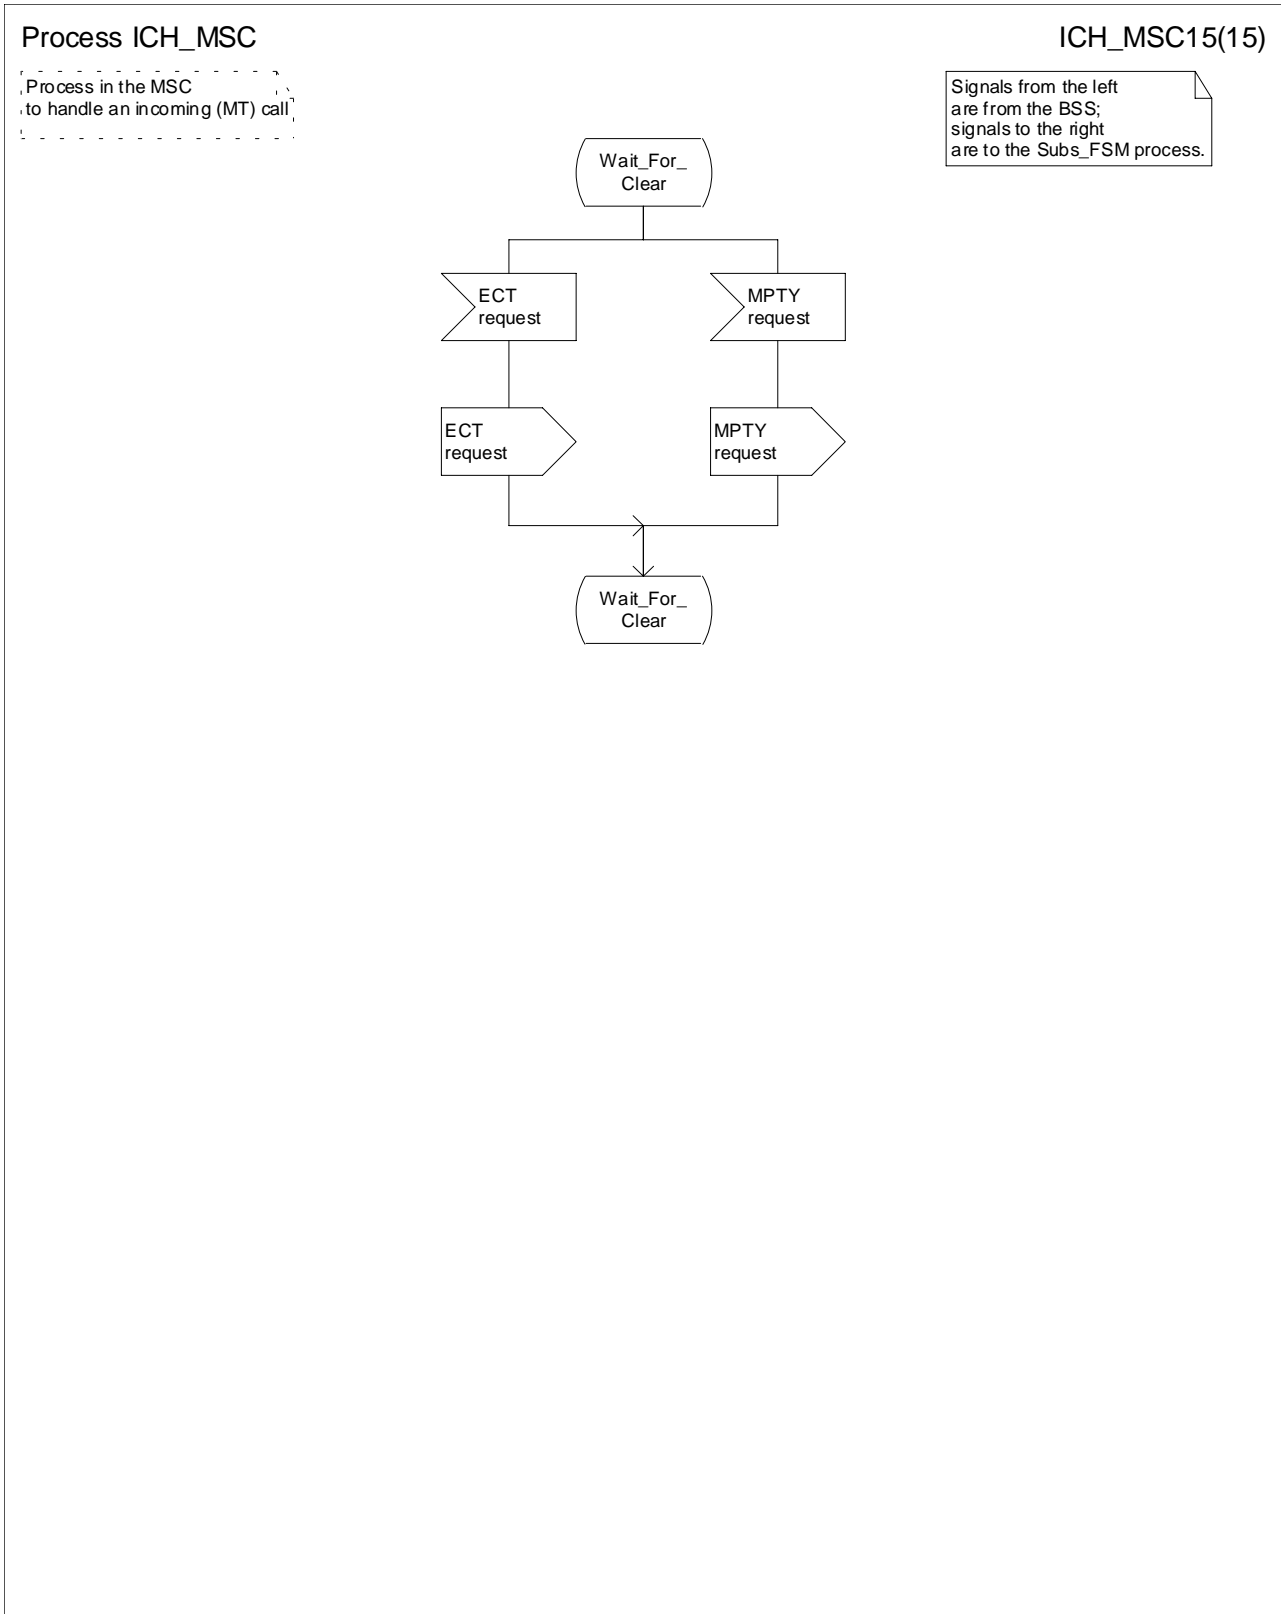 Process ICH_MSC
ICH_MSC15(15)
Process in the MSC
to handle an incoming (MT) call
Signals from the left
are from the BSS;
signals to the right
are to the Subs_FSM process.
Wait_For_
Clear
ECT
request
MPTY
request
ECT
request
MPTY
request
Wait_For_
Clear